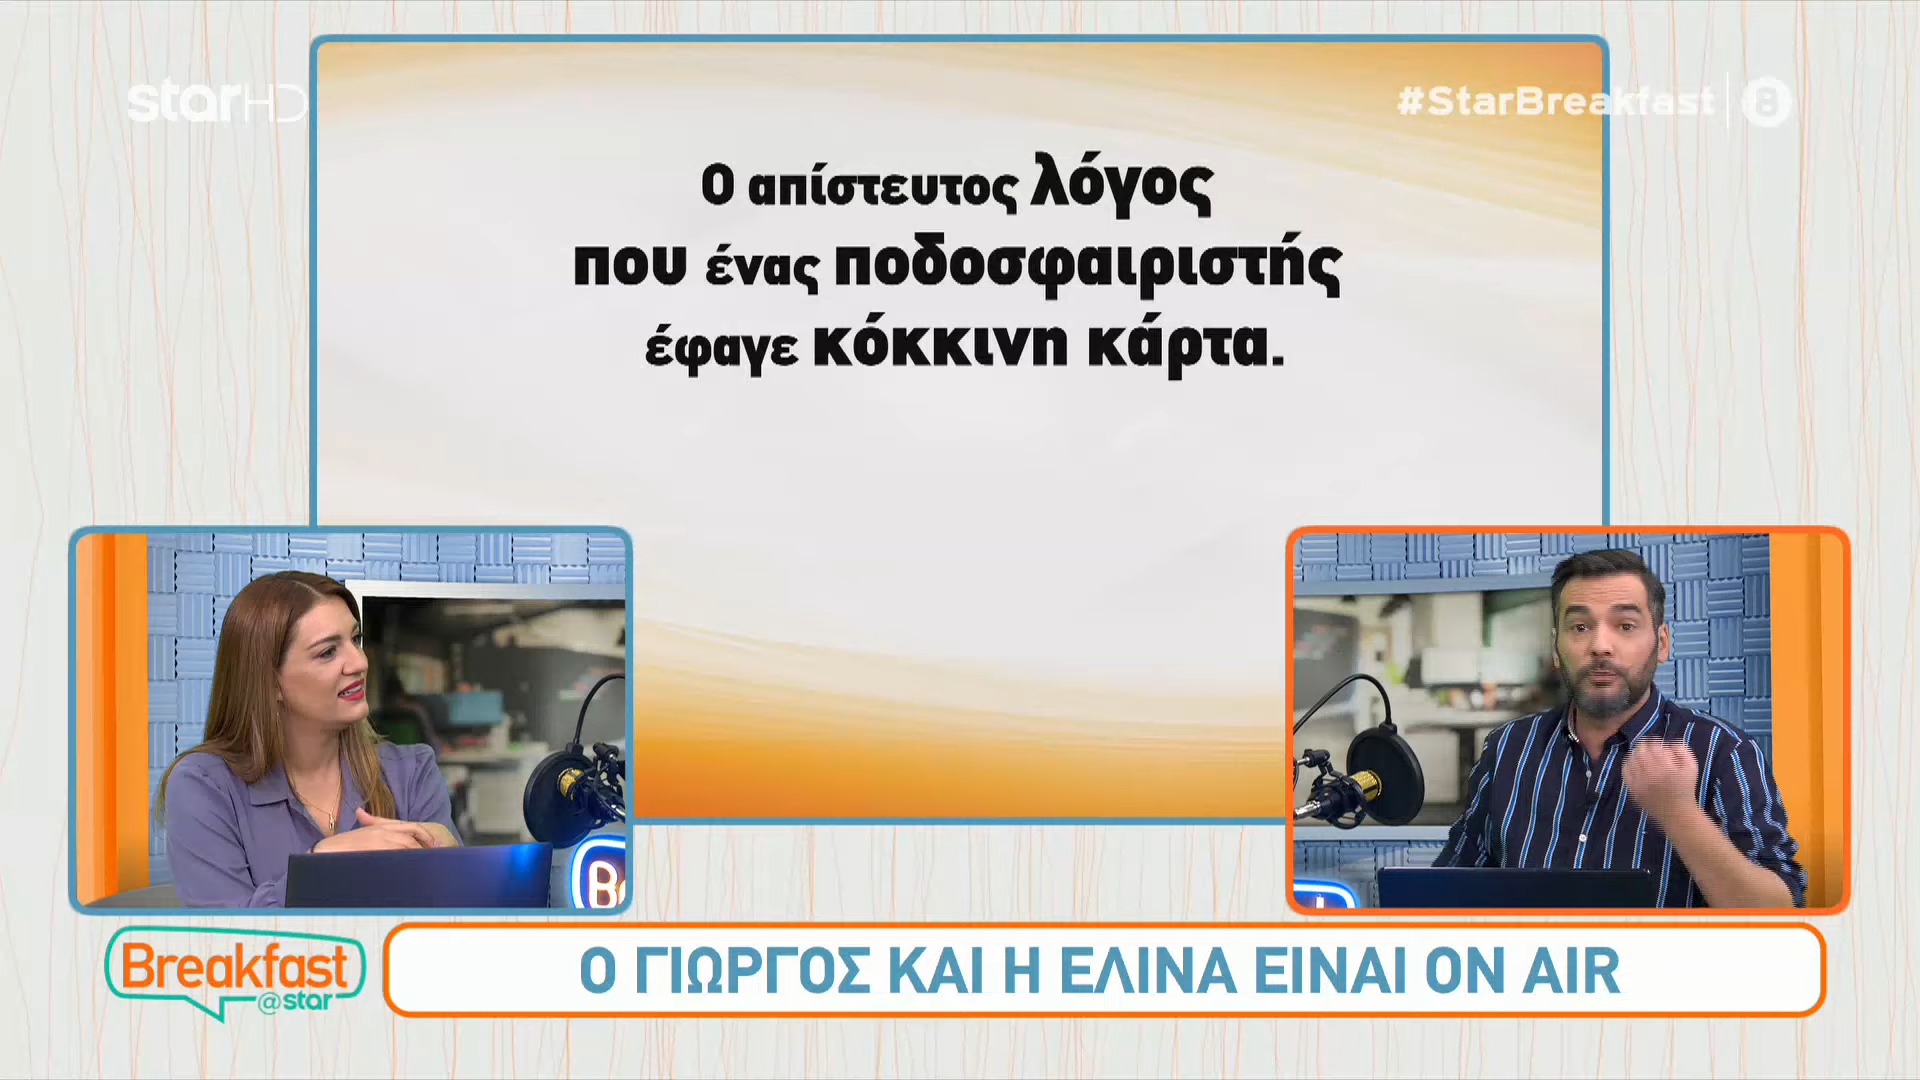 starHD
#StarBreakfast 8
Ο απίστευτος λόγος
που ένας ποδοσφαιριστής
έφαγε κόκκινη κάρτα.
Breakfast
@star
Ο ΓΙΩΡΓΟΣ ΚΑΙ Η ΕΛΙΝΑ ΕΙΝΑΙ ON AIR